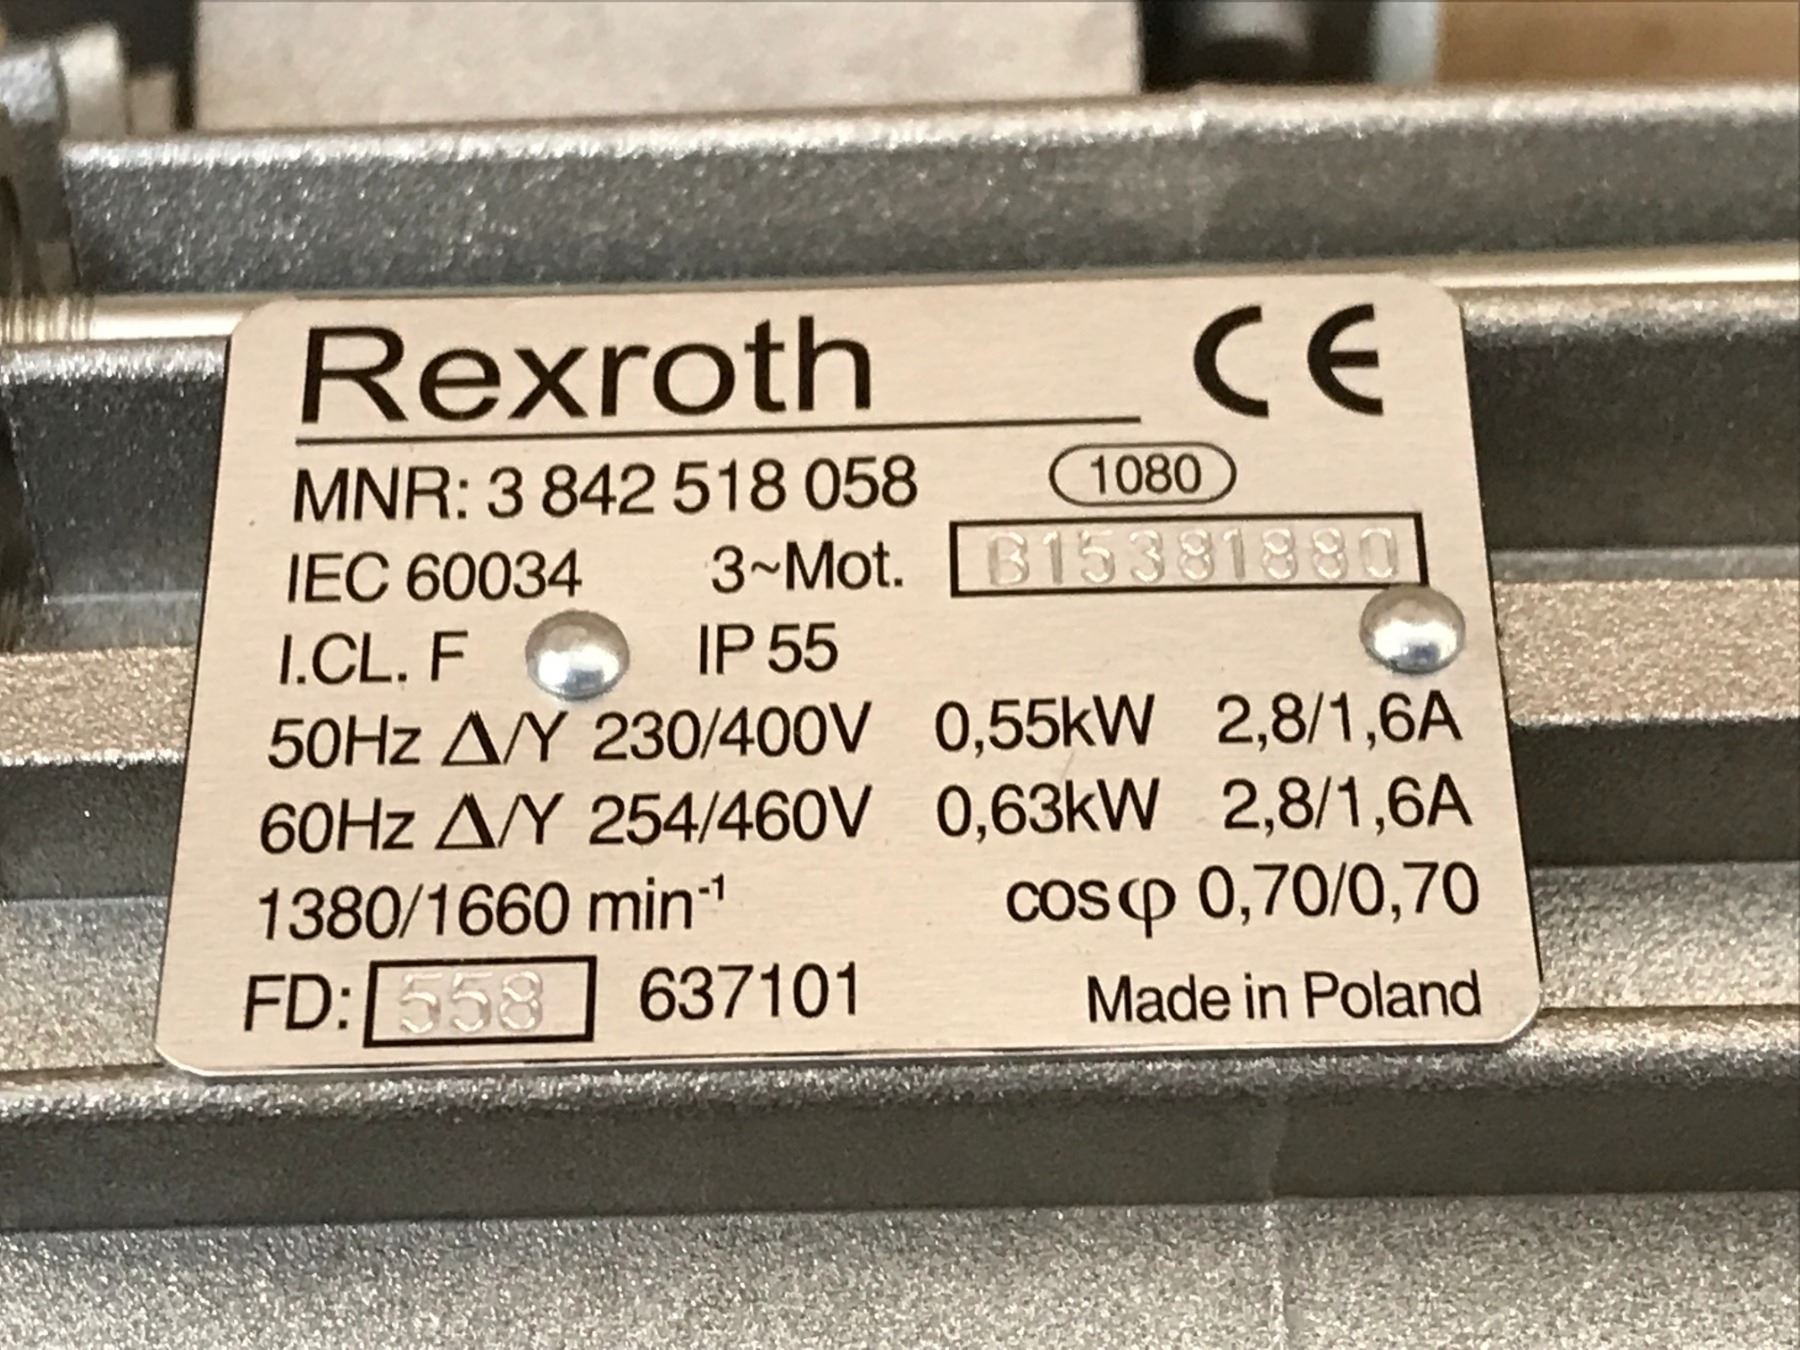 Rexroth CE
MNR: 3 842 518 058 1080
IEC 60034 3~Mot. B15381880
I.CL. F IP 55
50Hz Δ/Y 230/400V 0,55kW 2,8/1,6A
60Hz Δ/Y 254/460V 0,63kW 2,8/1,6A
1380/1660 min⁻¹ cosφ 0,70/0,70
FD: 558 637101 Made in Poland